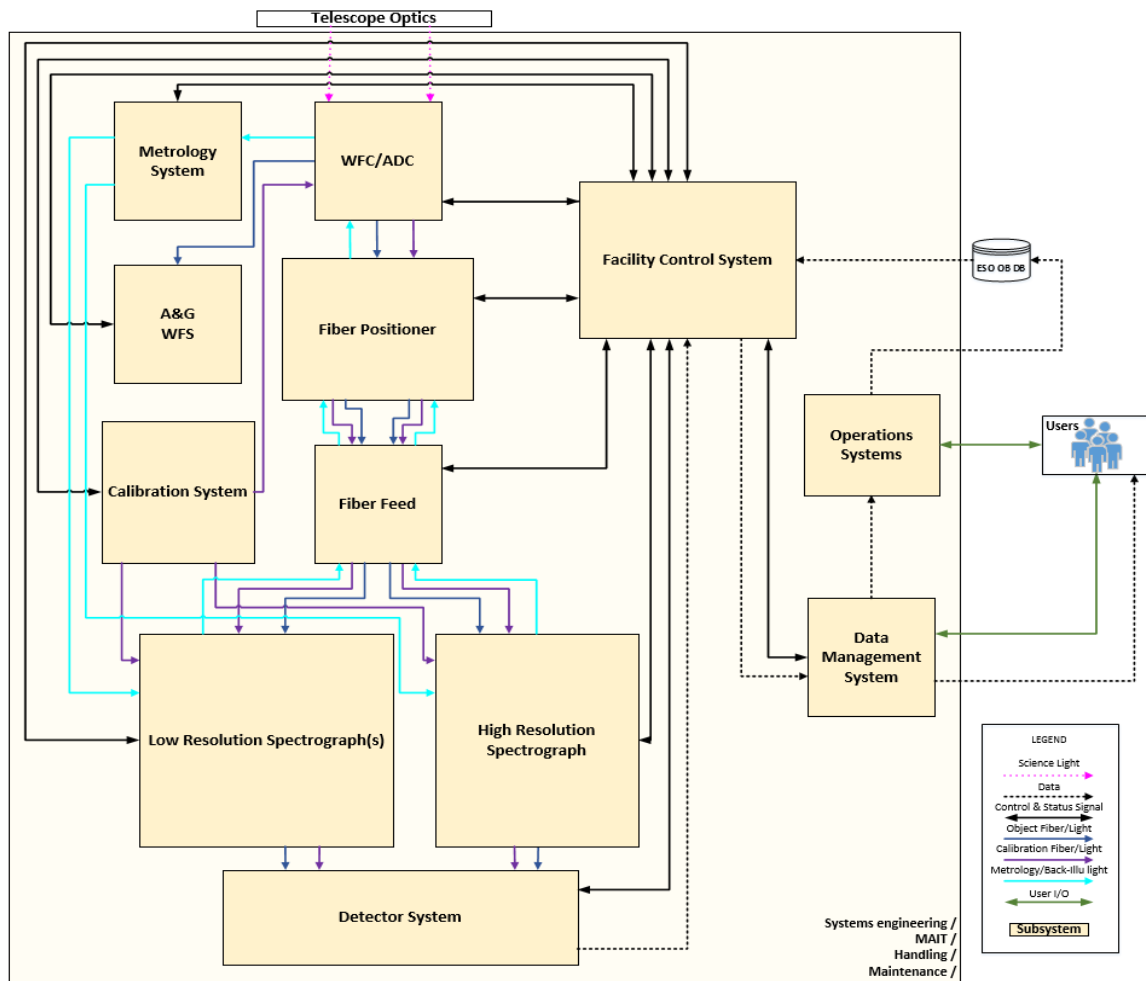 Telescope Optics
Metrology
System
WFC/ADC
Facility Control System
ESO OB DB
A&G
WFS
Fiber Positioner
Users
Operations
Systems
Calibration System
Fiber Feed
Data
Management
System
Low Resolution Spectrograph(s)
High Resolution
Spectrograph
LEGEND
Science Light
Data
Control & Status Signal
Object Fiber/Light
Calibration Fiber/Light
Metrology/Back-Illu light
User I/O
Subsystem
Detector System
Systems engineering /
MAIT /
Handling /
Maintenance /